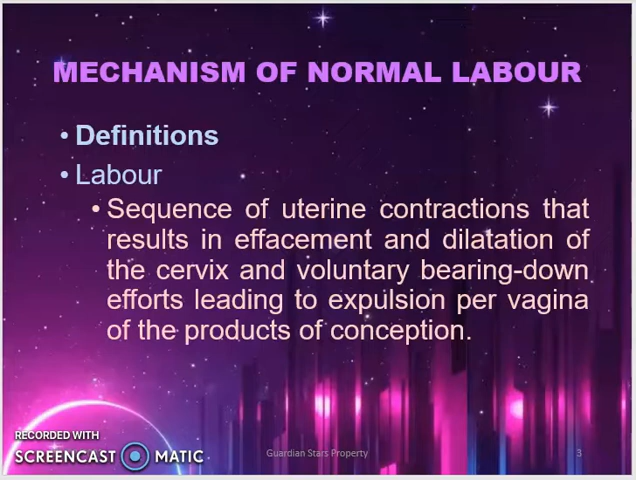 MECHANISM OF NORMAL LABOUR
• Definitions
• Labour
• Sequence of uterine contractions that
results in effacement and dilatation of
the cervix and voluntary bearing-down
efforts leading to expulsion per vagina
of the products of conception.
RECORDED WITH
SCREENCAST MATIC
Guardian Stars Property
3